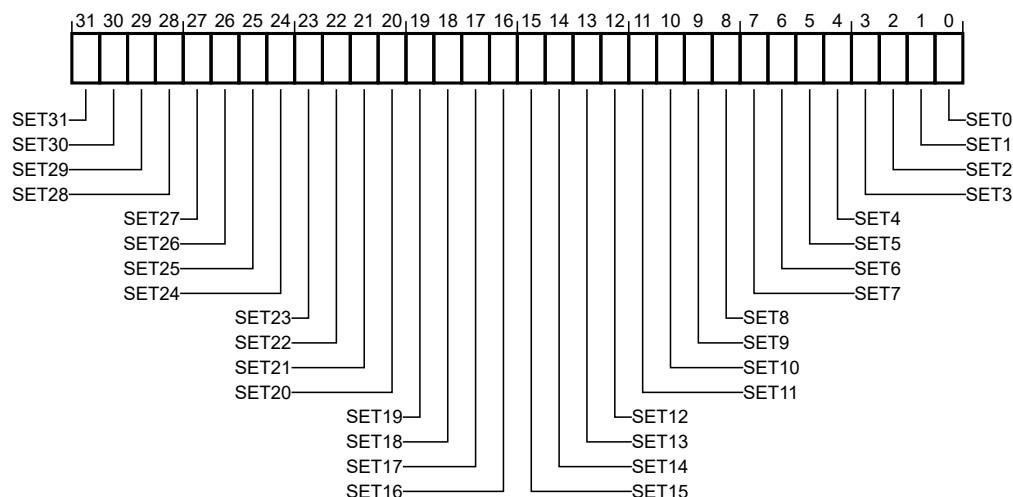 31 30 29 28 27 26 25 24 23 22 21 20 19 18 17 16 15 14 13 12 11 10 9 8 7 6 5 4 3 2 1 0
SET31 SET0
SET30 SET1
SET29 SET2
SET28 SET3
SET27 SET4
SET26 SET5
SET25 SET6
SET24 SET7
SET23 SET8
SET22 SET9
SET21 SET10
SET20 SET11
SET19 SET12
SET18 SET13
SET17 SET14
SET16 SET15